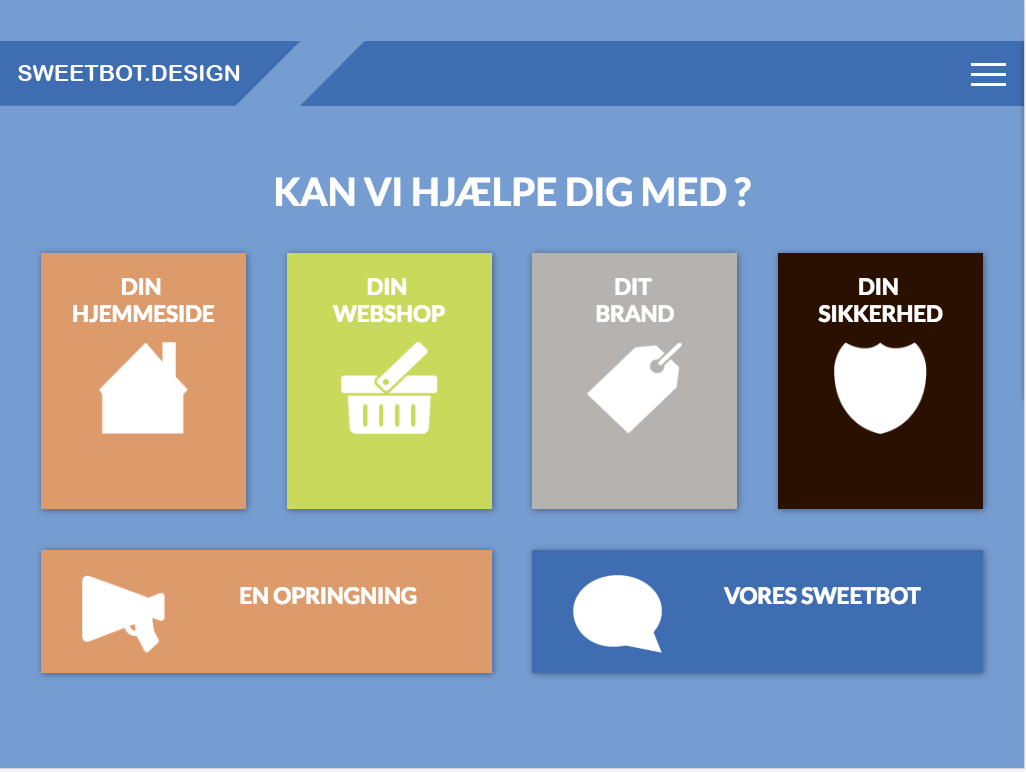 SWEETBOT.DESIGN
KAN VI HJÆLPE DIG MED ?
DIN
HJEMMESIDE
DIN
WEBSHOP
DIT
BRAND
DIN
SIKKERHED
EN OPRINGNING
VORES SWEETBOT